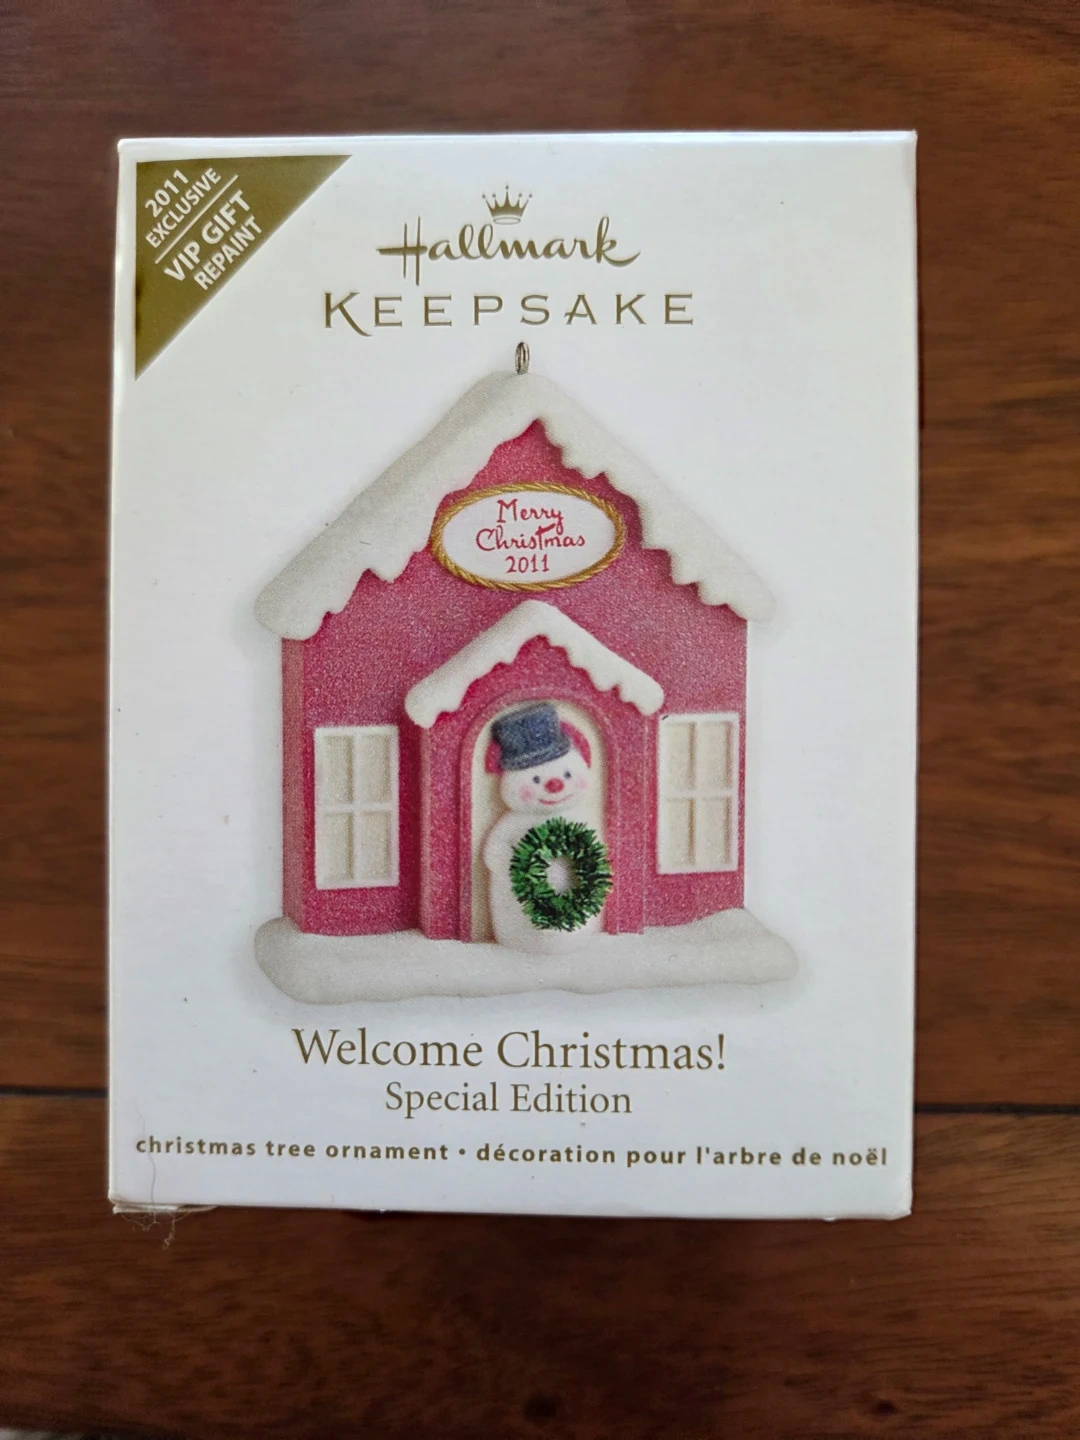 2011
EXCLUSIVE
VIP GIFT
REPAINT
Hallmark
KEEPSAKE
Merry
Christmas
2011
Welcome Christmas!
Special Edition
christmas tree ornament • décoration pour l'arbre de noël